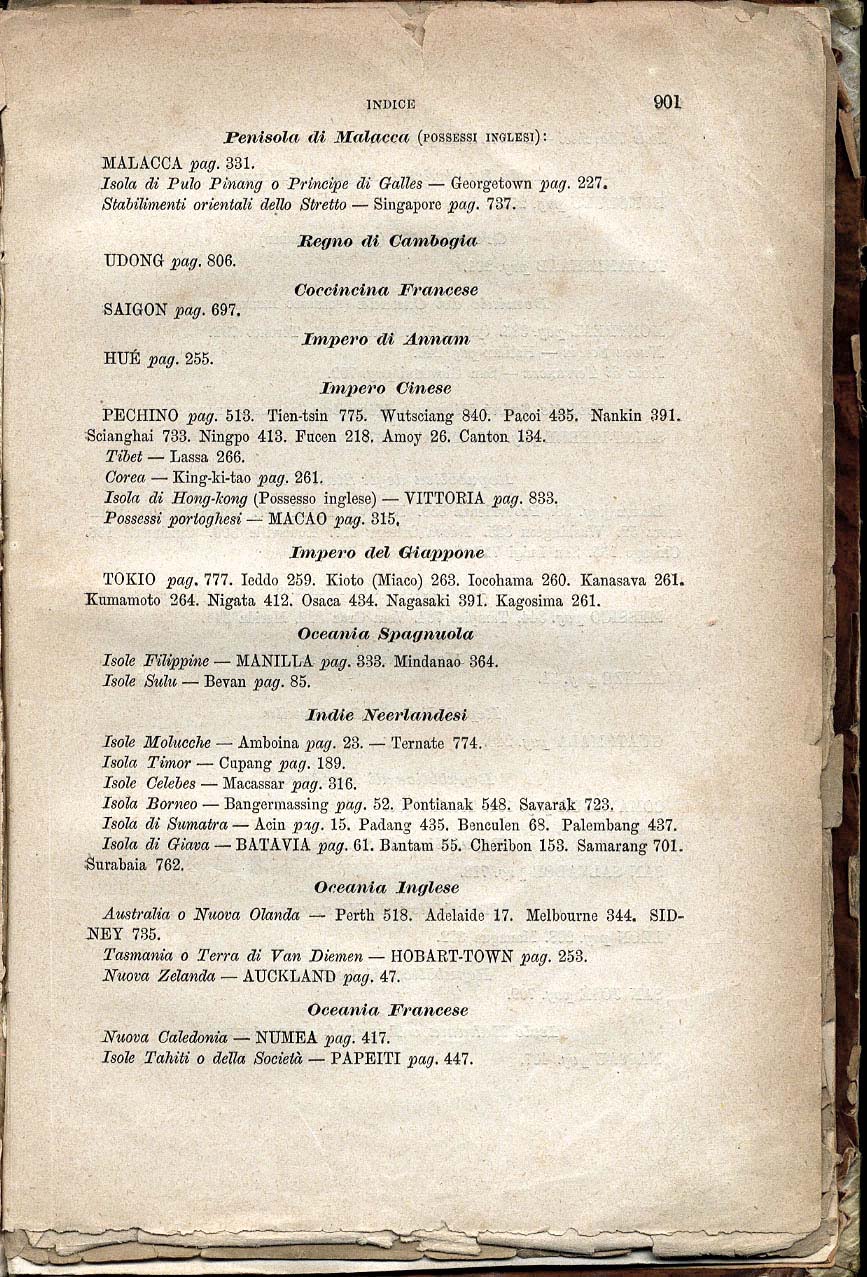 INDICE 901
Penisola di Malacca (POSSESSI INGLESI):
MALACCA pag. 331.
Isola di Pulo Pinang o Principe di Galles — Georgetown pag. 227.
Stabilimenti orientali dello Stretto — Singapore pag. 737.
Regno di Cambogia
UDONG pag. 806.
Coccincina Francese
SAIGON pag. 697.
Impero di Annam
HUÉ pag. 255.
Impero Cinese
PECHINO pag. 513. Tien-tsin 775. Wutsciang 840. Pacoi 435. Nankin 391.
Scianghai 733. Ningpo 413. Fucen 218. Amoy 26. Canton 134.
Tibet — Lassa 266.
Corea — King-ki-tao pag. 261.
Isola di Hong-kong (Possesso inglese) — VITTORIA pag. 833.
Possessi portoghesi — MACAO pag. 315.
Impero del Giappone
TOKIO pag. 777. Ieddo 259. Kioto (Miaco) 263. Iocohama 260. Kanasava 261.
Kumamoto 264. Nigata 412. Osaca 434. Nagasaki 391. Kagosima 261.
Oceania Spagnuola
Isole Filippine — MANILLA pag. 333. Mindanao 364.
Isole Sulu — Bevan pag. 85.
Indie Neerlandesi
Isole Molucche — Amboina pag. 23. — Ternate 774.
Isola Timor — Cupang pag. 189.
Isole Celebes — Macassar pag. 316.
Isola Borneo — Bangermassing pag. 52. Pontianak 548. Savarak 723.
Isola di Sumatra — Acin pag. 15. Padang 435. Benculen 68. Palembang 437.
Isola di Giava — BATAVIA pag. 61. Bantam 55. Cheribon 153. Samarang 701.
Surabaia 762.
Oceania Inglese
Australia o Nuova Olanda — Perth 518. Adelaide 17. Melbourne 344. SID-
NEY 735.
Tasmania o Terra di Van Diemen — HOBART-TOWN pag. 253.
Nuova Zelanda — AUCKLAND pag. 47.
Oceania Francese
Nuova Caledonia — NUMEA pag. 417.
Isole Tahiti o della Società — PAPEITI pag. 447.